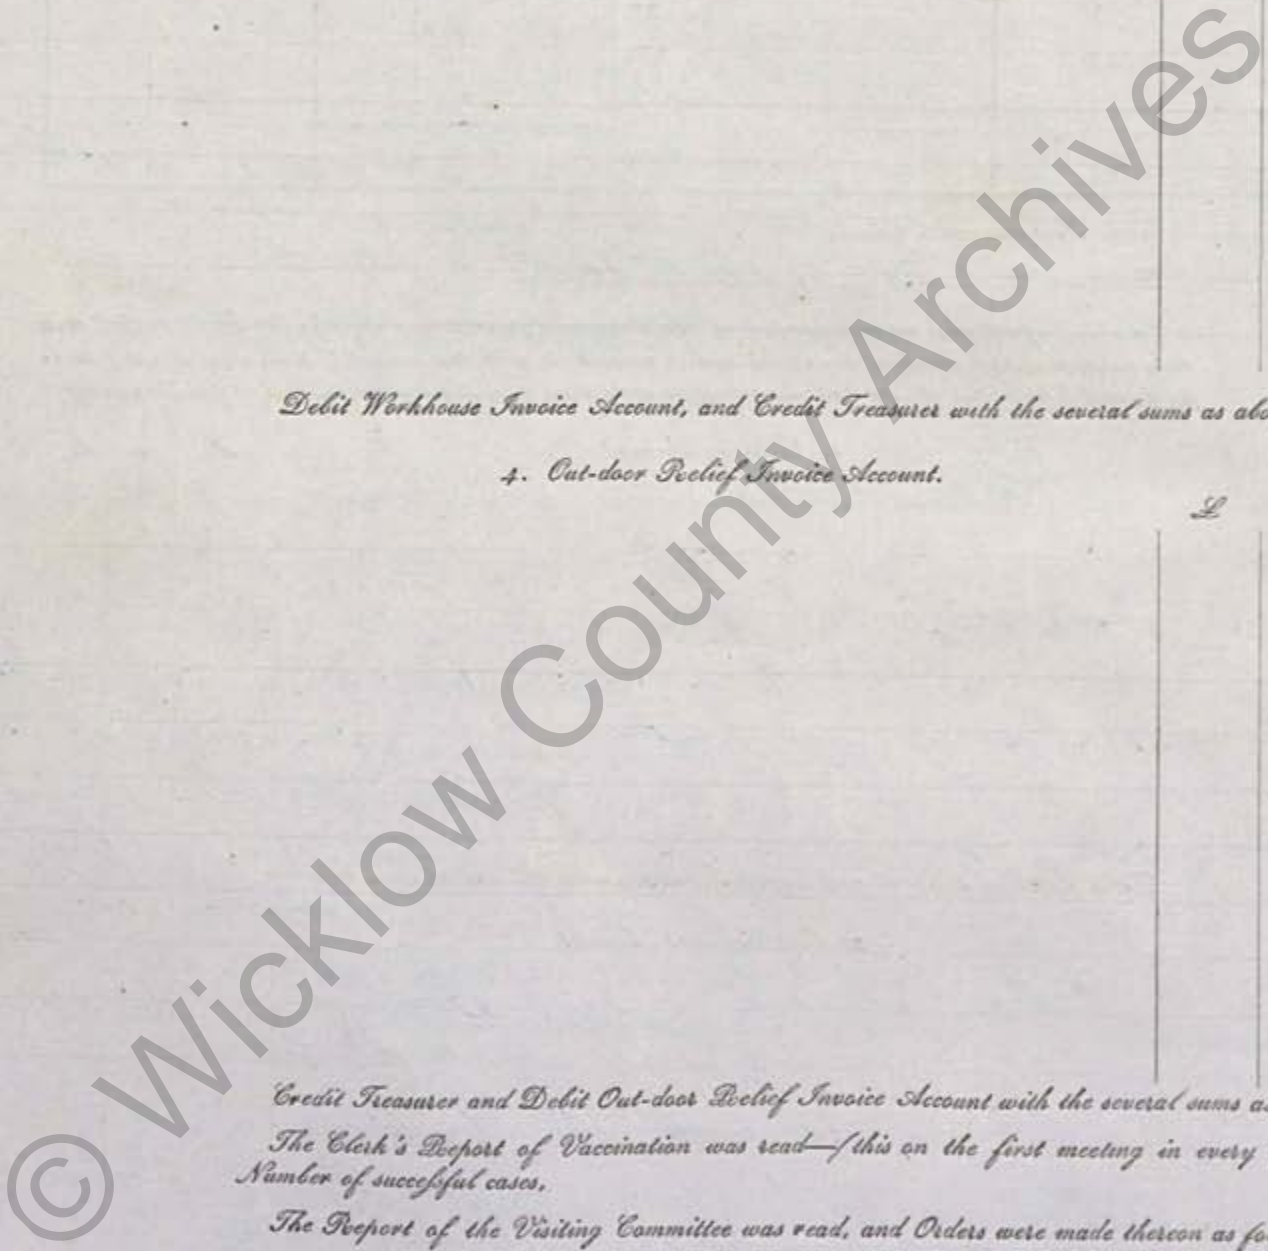 Debit Workhouse Invoice Account, and Credit Treasurer with the several sums as
4. Out-door Relief Invoice Account.
£
Credit Treasurer and Debit Out-door Relief Invoice Account with the several sums as
The Clerk's Report of Vaccination was read—(this on the first meeting in every
Number of successful cases,
The Report of the Visiting Committee was read, and Orders were made thereon as
© Wicklow County Archives